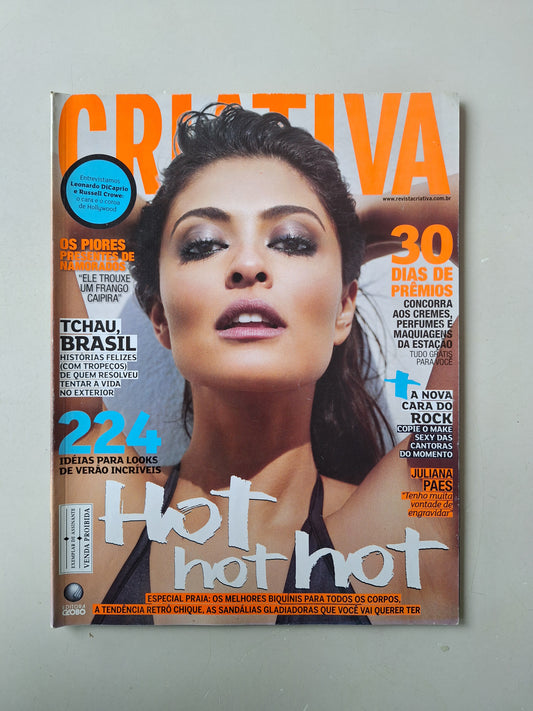 CRIATIVA
www.revistacriativa.com.br
Entrevistamos
Leonardo DiCaprio
e Russell Crowe:
o cara e o coroa
de Hollywood
OS PIORES
PRESENTES DE
NAMORADOS
"ELE TROUXE
UM FRANGO
CAIPIRA"
TCHAU,
BRASIL
HISTÓRIAS FELIZES
(COM TROPEÇOS)
DE QUEM RESOLVEU
TENTAR A VIDA
NO EXTERIOR
224
IDÉIAS PARA LOOKS
DE VERÃO INCRÍVEIS
30
DIAS DE
PRÊMIOS
CONCORRA
AOS CREMES,
PERFUMES E
MAQUIAGENS
DA ESTAÇÃO
TUDO GRÁTIS
PARA VOCÊ
+
A NOVA
CARA DO
ROCK
COPIE O MAKE
SEXY DAS
CANTORAS
DO MOMENTO
JULIANA
PAES
"Tenho muita
vontade de
engravidar"
Hot
hot hot
EXEMPLAR DE ASSINANTE
VENDA PROIBIDA
EDITORA
GLOBO
ESPECIAL PRAIA: OS MELHORES BIQUÍNIS PARA TODOS OS CORPOS,
A TENDÊNCIA RETRÔ CHIQUE, AS SANDÁLIAS GLADIADORAS QUE VOCÊ VAI QUERER TER